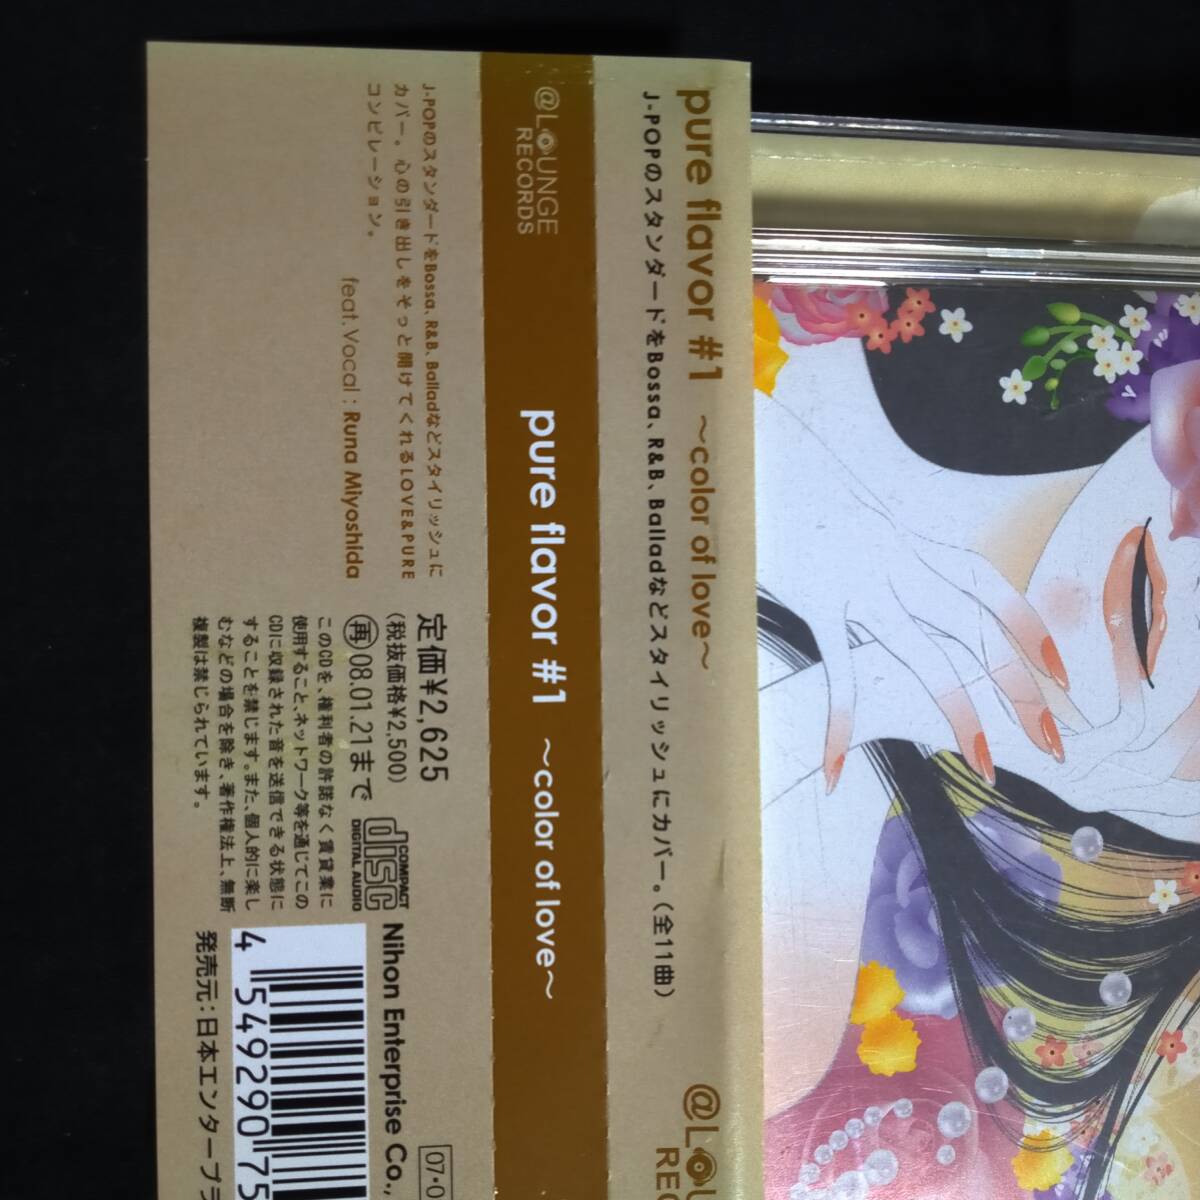 pure flavor #1 ～color of love～
J-POPのスタンダードをBossa、R&B、Balladなどスタイリッシュにカバー。（全11曲）
@LOUNGE
RECORDS
pure flavor #1 ～color of love～
J-POPのスタンダードをBossa、R&B、Balladなどスタイリッシュに
カバー。心の引き出しをそっと開けてくれるLOVE&PURE
コンピレーション。
feat.Vocal : Runa Miyoshida
定価¥2,625
(税抜価格¥2,500)
再08.01.21まで
COMPACT
disc
DIGITAL AUDIO
このCDを、権利者の許諾なく賃貸業に
使用すること、ネットワーク等を通じてこの
CDに収録された音を送信できる状態に
することを禁じます。また、個人的に楽し
むなどの場合を除き、著作権法上、無断
複製は禁じられています。
Nihon Enterprise Co.,
4 549290 75
発売元：日本エンタープラ
07・0
@LOU
REC